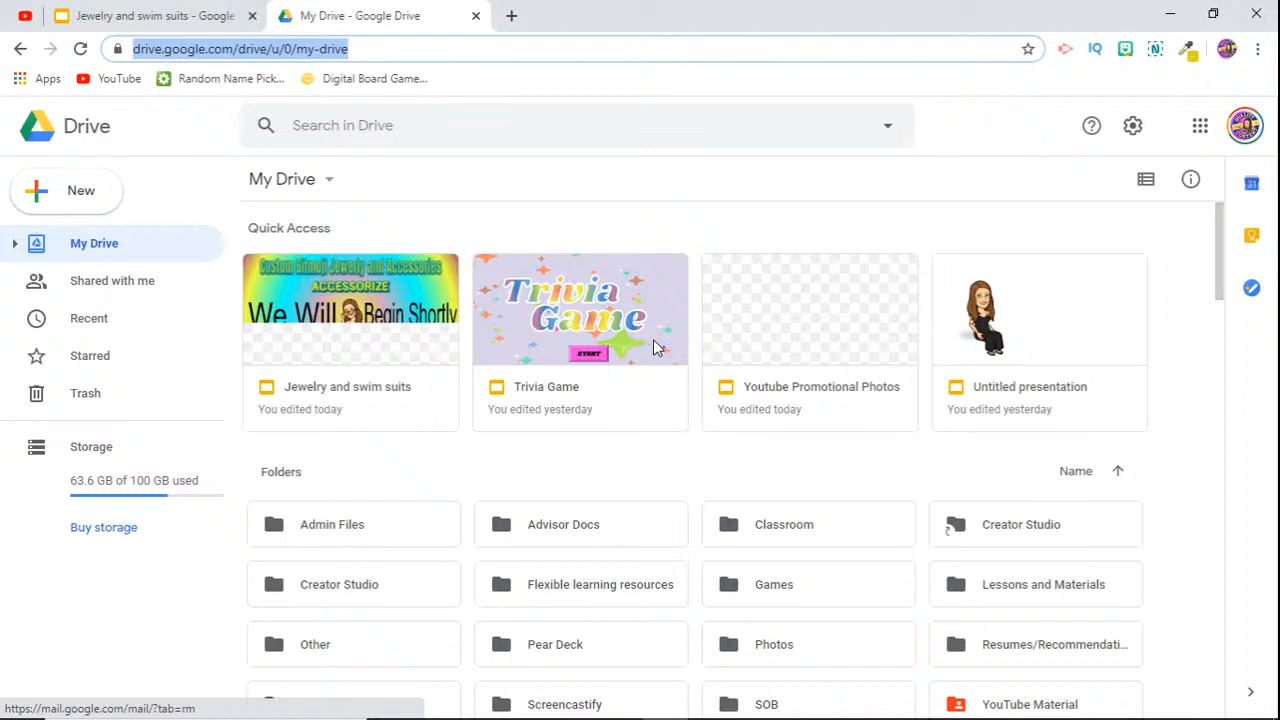 Jewelry and swim suits - Google
My Drive - Google Drive
drive.google.com/drive/u/0/my-drive
IQ
N
Apps
YouTube
Random Name Pick...
Digital Board Game...
Drive
Search in Drive
New
My Drive
My Drive
Shared with me
Recent
Starred
Trash
Storage
63.6 GB of 100 GB used
Buy storage
31
Quick Access
Custom Bitmoji Jewerly and Accessories
ACCESSORIZE
We Will Begin Shortly
Trivia
Game
START
Jewelry and swim suits
You edited today
Trivia Game
You edited yesterday
Youtube Promotional Photos
You edited today
Untitled presentation
You edited yesterday
Folders
Name
Admin Files
Advisor Docs
Classroom
Creator Studio
Creator Studio
Flexible learning resources
Games
Lessons and Materials
Other
Pear Deck
Photos
Resumes/Recommendati...
Screencastify
SOB
YouTube Material
https://mail.google.com/mail/?tab=rm